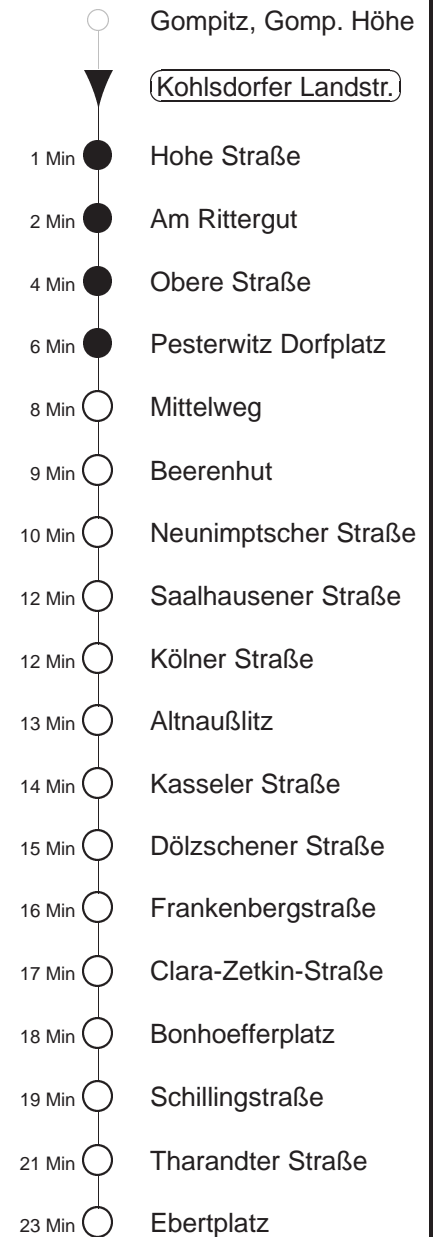 Gompitz, Gomp. Höhe
Kohlsdorfer Landstr.
1 Min Hohe Straße
2 Min Am Rittergut
4 Min Obere Straße
6 Min Pesterwitz Dorfplatz
8 Min Mittelweg
9 Min Beerenhut
10 Min Neunimptscher Straße
12 Min Saalhausener Straße
12 Min Kölner Straße
13 Min Altnaußlitz
14 Min Kasseler Straße
15 Min Dölzschener Straße
16 Min Frankenbergstraße
17 Min Clara-Zetkin-Straße
18 Min Bonhoefferplatz
19 Min Schillingstraße
21 Min Tharandter Straße
23 Min Ebertplatz